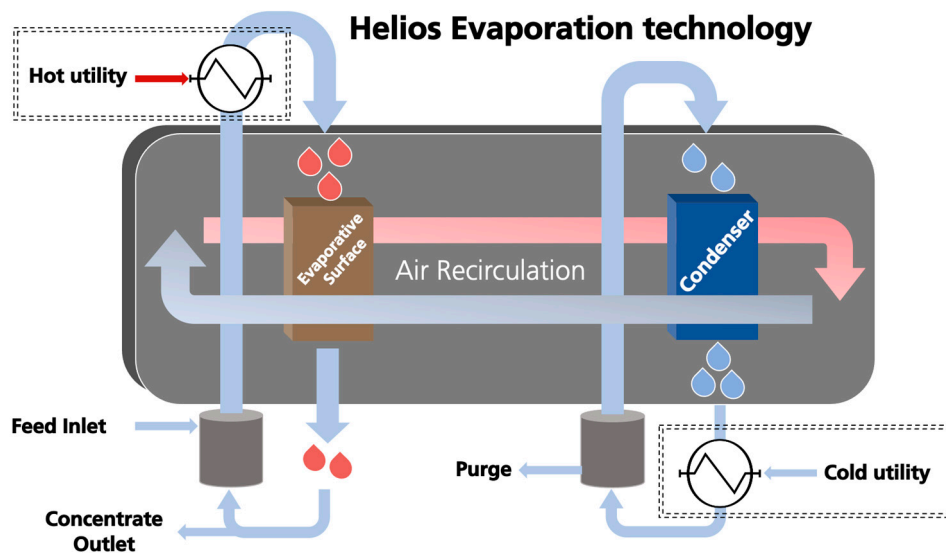 Helios Evaporation technology
Hot utility
Evaporative
Surface
Condenser
Air Recirculation
Feed Inlet
Purge
Cold utility
Concentrate
Outlet